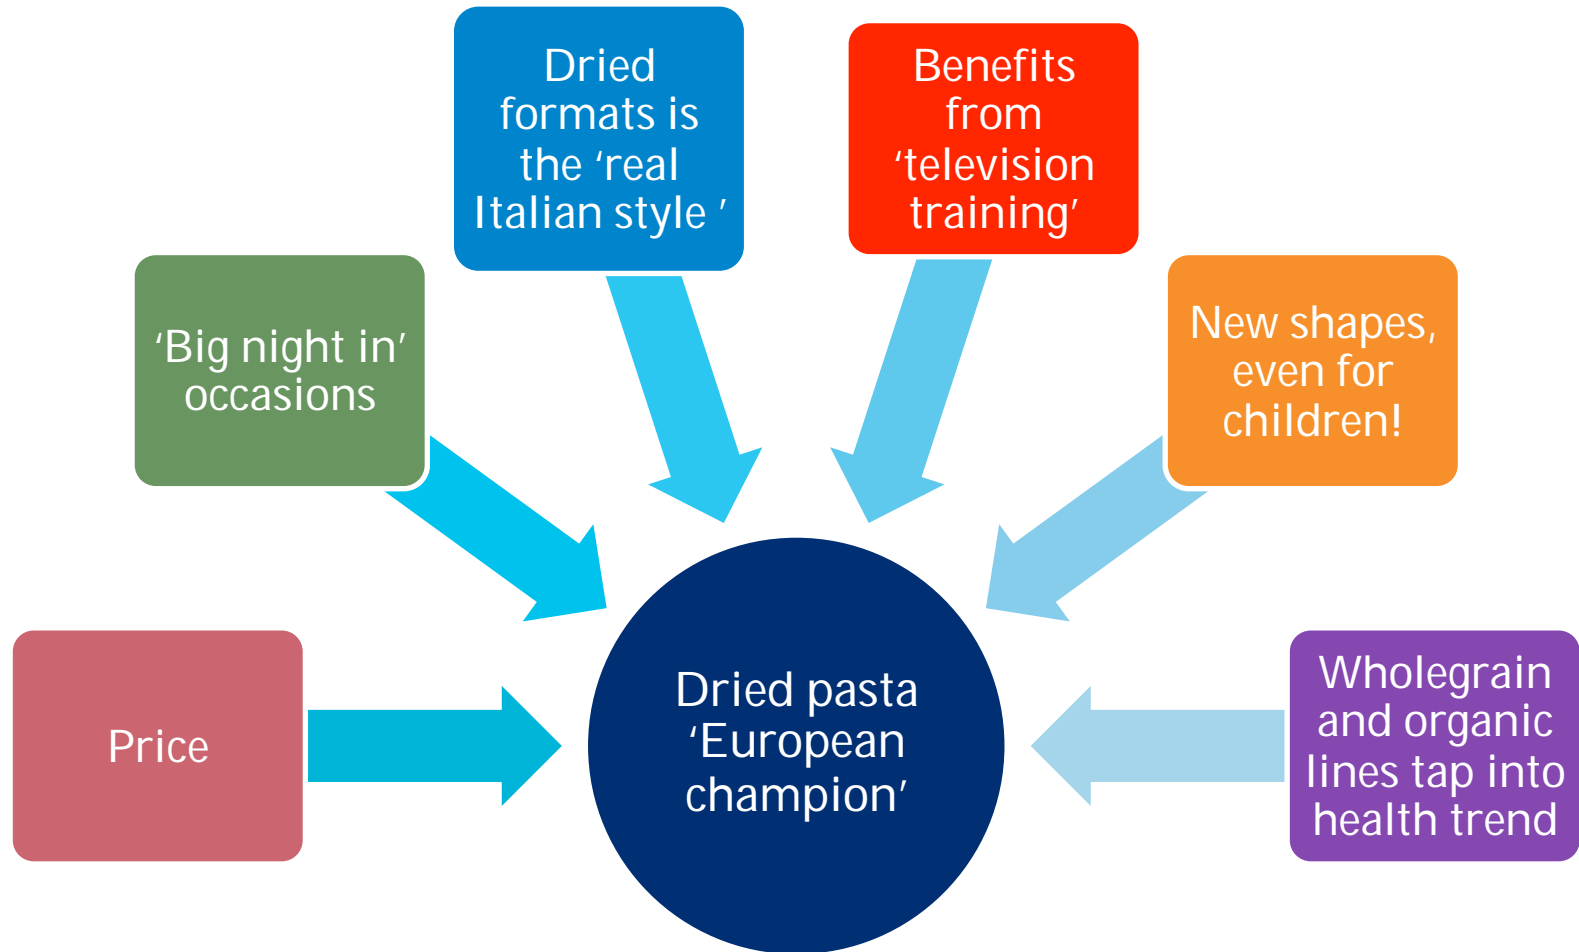 Dried
formats is
the ‘real
Italian style ’
Benefits
from
‘television
training’
‘Big night in’
occasions
New shapes,
even for
children!
Price
Dried pasta
‘European
champion’
Wholegrain
and organic
lines tap into
health trend